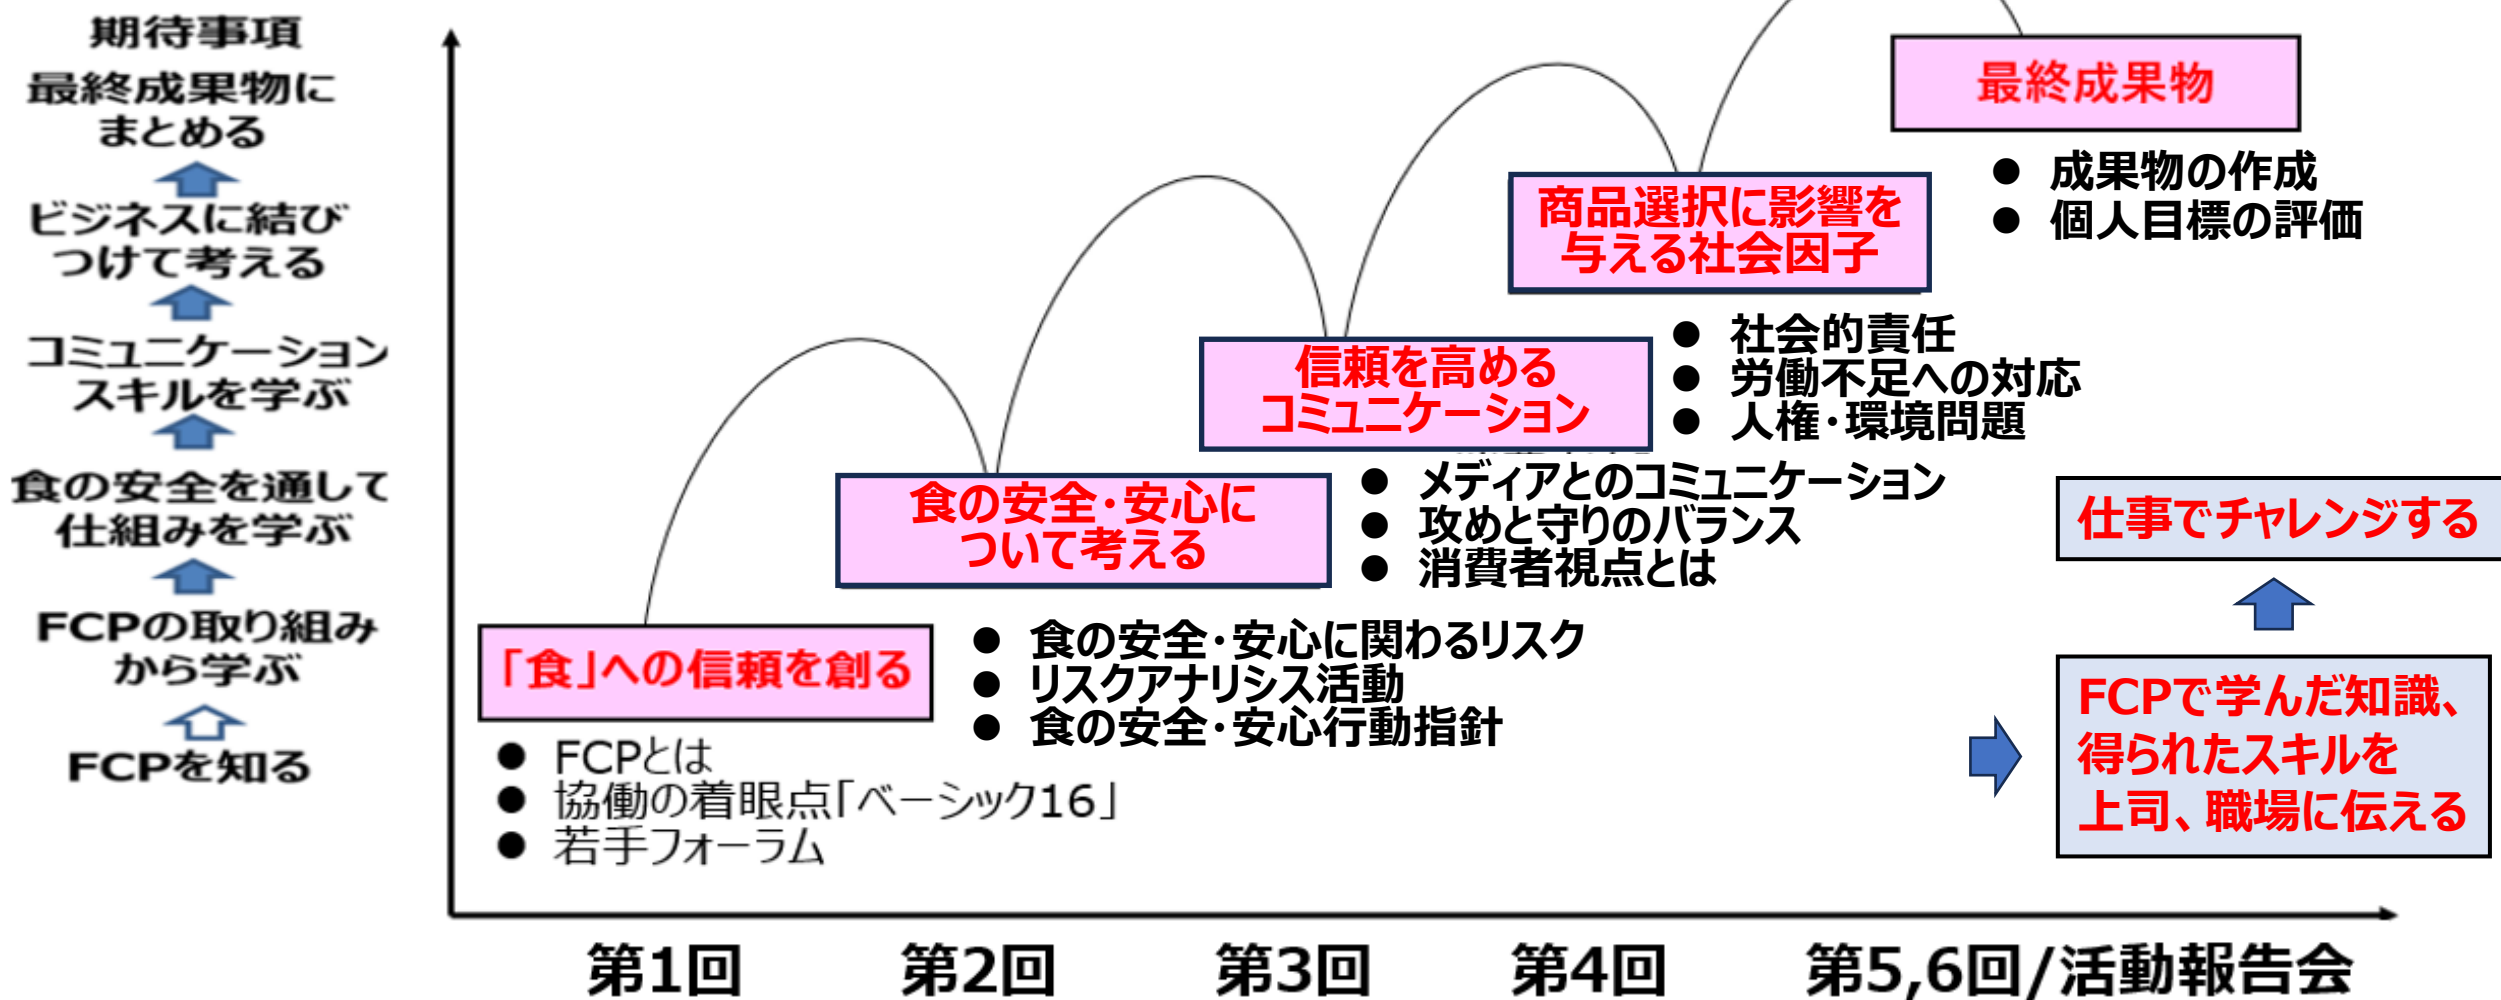 期待事項
最終成果物に
まとめる
ビジネスに結び
つけて考える
コミュニケーション
スキルを学ぶ
食の安全を通して
仕組みを学ぶ
FCPの取り組み
から学ぶ
FCPを知る
「食」への信頼を創る
● FCPとは
● 協働の着眼点「ベーシック16」
● 若手フォーラム
食の安全・安心に
ついて考える
● 食の安全・安心に関わるリスク
● リスクアナリシス活動
● 食の安全・安心行動指針
信頼を高める
コミュニケーション
● メディアとのコミュニケーション
● 攻めと守りのバランス
● 消費者視点とは
商品選択に影響を
与える社会因子
● 社会的責任
● 労働不足への対応
● 人権・環境問題
最終成果物
● 成果物の作成
● 個人目標の評価
仕事でチャレンジする
FCPで学んだ知識、
得られたスキルを
上司、職場に伝える
第1回
第2回
第3回
第4回
第5,6回/活動報告会